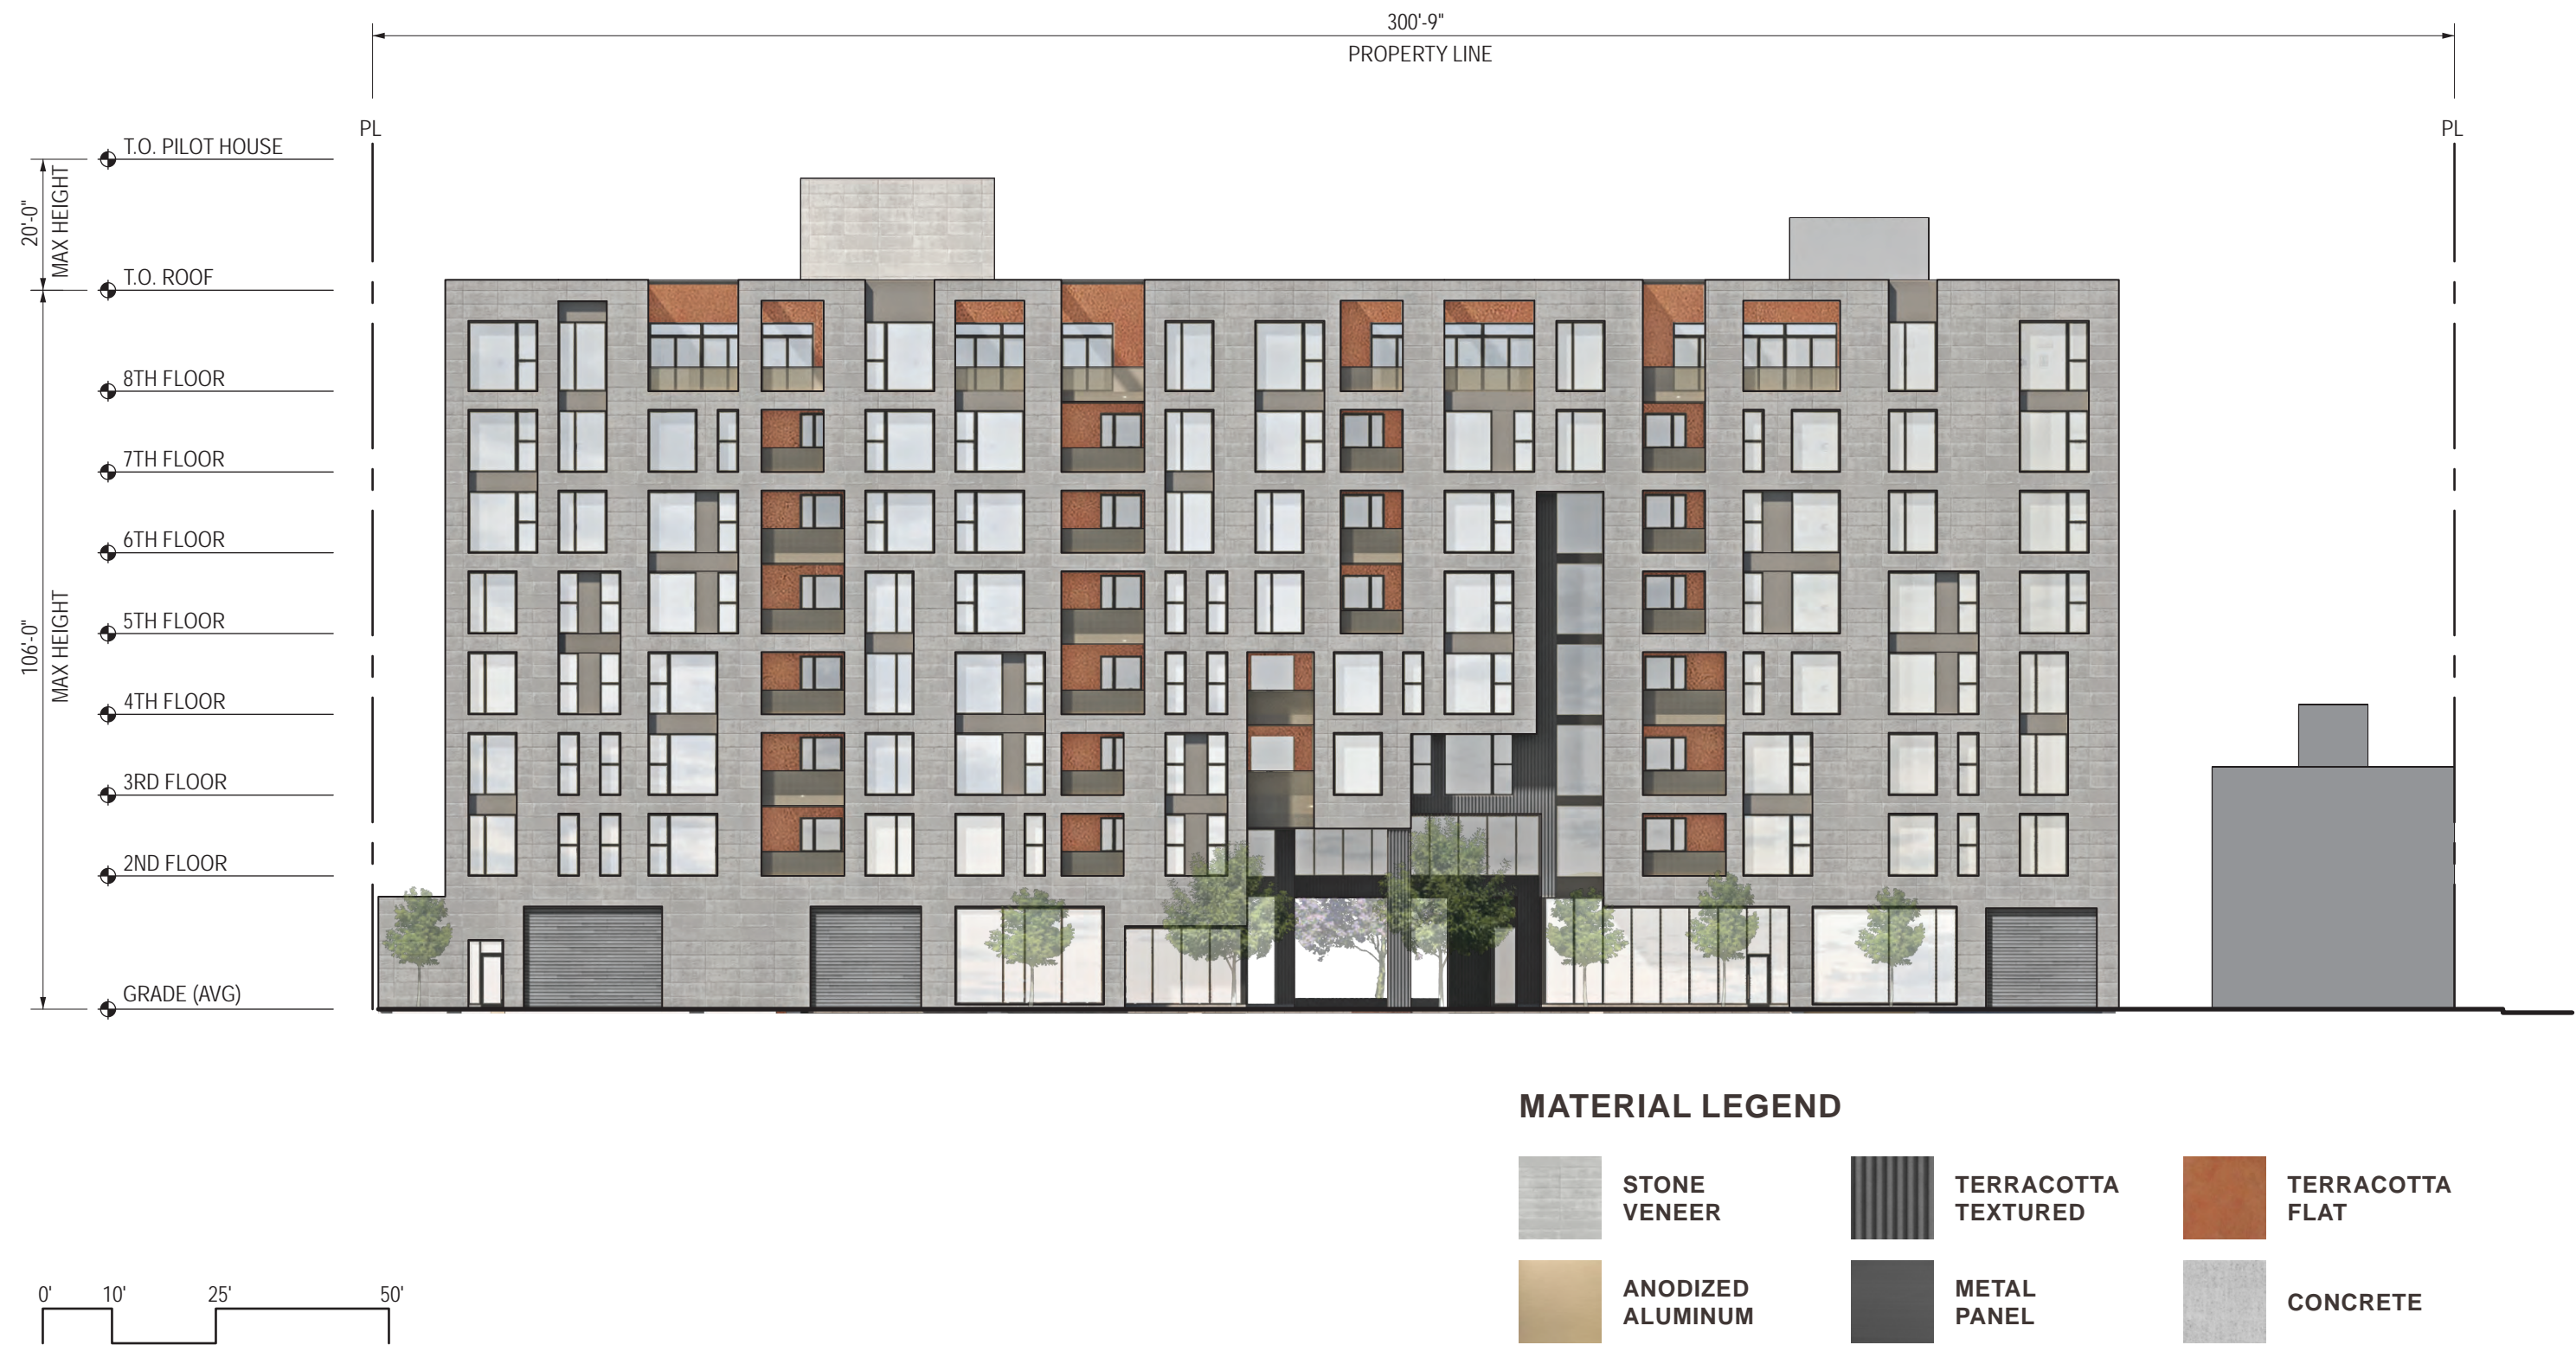 300'-9"
PROPERTY LINE
PL
PL
T.O. PILOT HOUSE
20'-0"
MAX HEIGHT
T.O. ROOF
8TH FLOOR
7TH FLOOR
6TH FLOOR
5TH FLOOR
106'-0"
MAX HEIGHT
4TH FLOOR
3RD FLOOR
2ND FLOOR
GRADE (AVG)
MATERIAL LEGEND
STONE
VENEER
TERRACOTTA
TEXTURED
TERRACOTTA
FLAT
ANODIZED
ALUMINUM
METAL
PANEL
CONCRETE
0' 10' 25' 50'